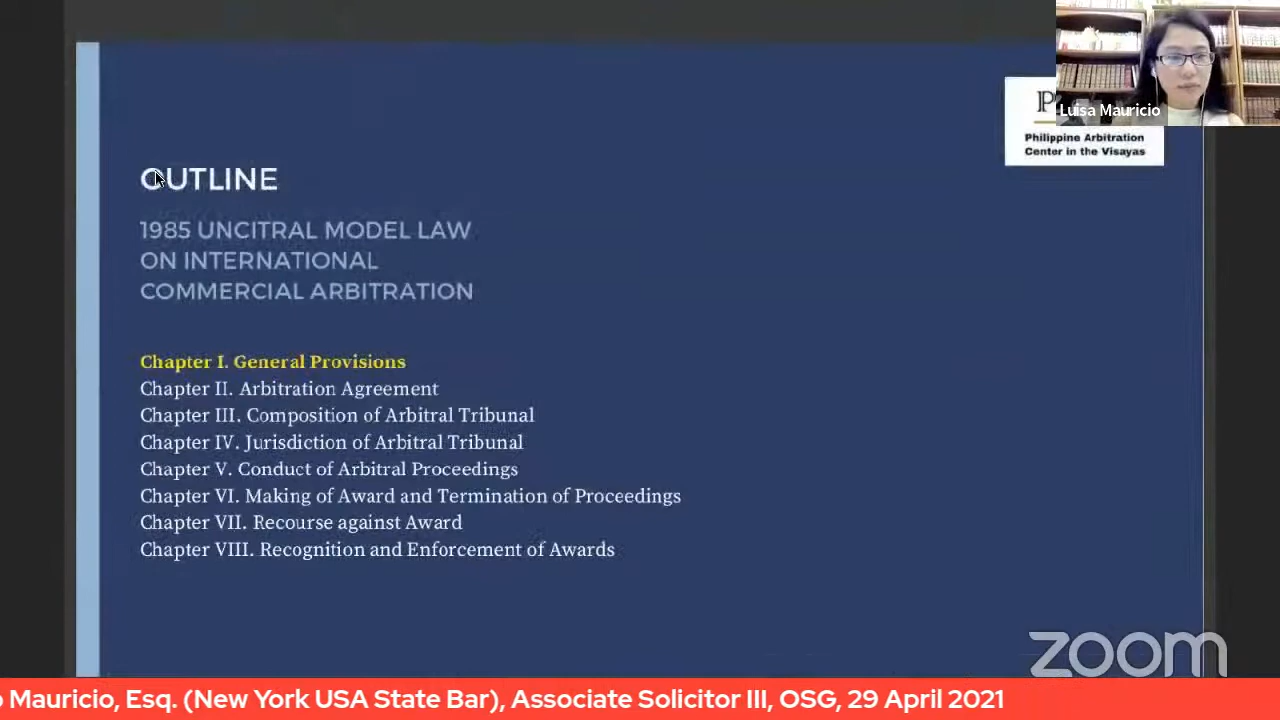 Luisa Mauricio
Philippine Arbitration
Center in the Visayas
OUTLINE
1985 UNCITRAL MODEL LAW
ON INTERNATIONAL
COMMERCIAL ARBITRATION
Chapter I. General Provisions
Chapter II. Arbitration Agreement
Chapter III. Composition of Arbitral Tribunal
Chapter IV. Jurisdiction of Arbitral Tribunal
Chapter V. Conduct of Arbitral Proceedings
Chapter VI. Making of Award and Termination of Proceedings
Chapter VII. Recourse against Award
Chapter VIII. Recognition and Enforcement of Awards
zoom
Mauricio, Esq. (New York USA State Bar), Associate Solicitor III, OSG, 29 April 2021